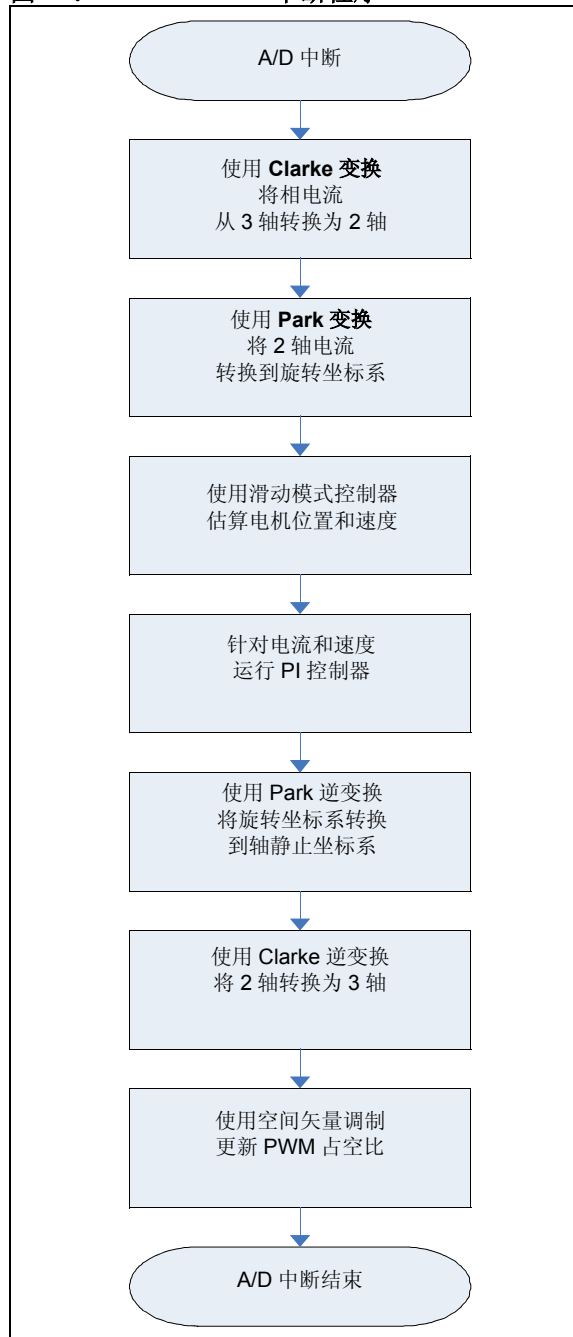 A/D 中断
使用 Clarke 变换
将相电流
从 3 轴转换为 2 轴
使用 Park 变换
将 2 轴电流
转换到旋转坐标系
使用滑动模式控制器
估算电机位置和速度
针对电流和速度
运行 PI 控制器
使用 Park 逆变换
将旋转坐标系转换
到轴静止坐标系
使用 Clarke 逆变换
将 2 轴转换为 3 轴
使用空间矢量调制
更新 PWM 占空比
A/D 中断结束